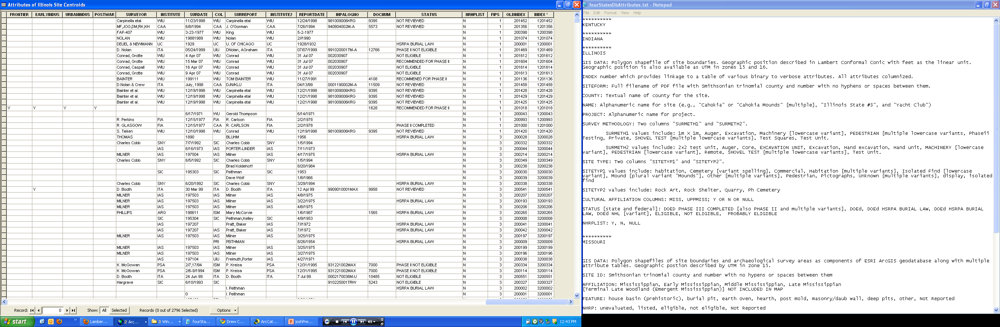 Attributes of Illinois Site Centroids
FRONTIER EARLYINDUS URBANINDUS POSTWAR SURVEYOR INSTITUTE SURDATE COL SURREPORT INSTITUTE2 REPORTDATE IHPALOGNO DOCNUM STATUS NRHPLIST FIPS OLDINDEX INDEX *
Carpinella etal WIU 11/23/1998 WIU Carpinella etal WIU 12/24/1998 981009006KRG 9395 NOT REVIEWED N 1 201452 1201452
MF,JOG,DM,RK,KH CAA 6/8/1994 CAA J. O'Gorman CAA 7/26/1994 940804002M-A 5573 NOT REVIEWED N 1 201356 1201356
FAP-407 WIU 3-23-1977 WIU King WIU 5-2-1977 N 1 200398 1200398
NOLAN WIU 19881989 WIU Nolan WIU 2//1990 N 1 201074 1201074
DEUEL & NEWMANN UC 1929 UC U. OF CHICAGO UC 1928/1932 HSRPA BURIAL LAW N 1 200001 1200001
D. Nolan ITA 05/24/1999 UIU DNolan, AGraham ITA 07/07/1999 9910200017M-A 12766 PHASE II NOT ELIGIBLE N 1 201469 1201469
Conrad, Grotte WIU 4 Apr 07 WIU Conrad WIU 31 Jul 07 002030907 NOT ELIGIBLE N 1 201612 1201612
Conrad, Grotte WIU 15 Mar 07 WIU Conrad WIU 31 Jul 07 002030907 RECOMMENDED FOR PHASE II N 1 201604 1201604
Conrad, Caspall WIU 16 Apr 07 WIU Conrad WIU 31 Jul 07 002030907 NOT ELIGIBLE N 1 201614 1201614
Conrad, Grotte WIU 9 Apr 07 WIU Conrad WIU 31 Jul 07 002030907 NOT ELIGIBLE N 1 201613 1201613
BAINTER WIU 199111 WIU TOM BAINTER WIU 11/27/1991 4108 RECOMMENED FOR PHASE II N 1 201136 1201136
D.Nolan & Crew ITA July, 1998 CAA DJN/KLU ITA 04/13/99 0001190002M-A 11509 NOT REVIEWED N 1 201458 1201458
Bainter et al. WIU 12/19/1998 WIU Carpinella etal WIU 12/21/1998 981009006KRG 9395 NOT REVIEWED N 1 201428 1201428
Bainter et al. WIU 12/19/1998 WIU Carpinella etal WIU 12/21/1998 981009006KRG 9395 NOT REVIEWED N 1 201429 1201429
Bainter et al. WIU 12/19/1998 WIU Carpinella etal WIU 12/21/1998 981009006KRG 9395 NOT REVIEWED N 1 201425 1201425
Y Y Y Y 1628 RECOMMENDED FOR PHASE II N 1 201018 1201018
6/17/1971 WU Gerold Thompson 6/14/1971 N 1 200043 1200043
R. Perkins FIA 12/15/1977 FIA R. Carlson FIA 2/2/1978 N 1 200993 1200993
R. GLASGOW FIA 12/15/1977 CAA R. CARLSON FIA 2/2/1978 PHASE II COMPLETED N 1 201000 1201000
S. Tieken WIU 12/10/1998 WIU Conrad WIU 12/19/1998 981009006KRG 9395 NOT REVIEWED N 1 201420 1201420
THOMAS 1890 BLUHM 1956 HSRPA BURIAL LAW N 3 200028 3200028
Charles Cobb SNY 7/7/1992 SIC Charles Cobb SNY 1/5/1994 N 3 200332 3200332
IAS 6/16/1973 IAS PORTER-LINDER IAS 7/11/1973 N 3 200044 3200044
MILNER IAS 197504 IAS Milner IAS 4/17/1975 HSRPA BURIAL LAW N 3 200214 3200214
Charles Cobb SNY 6/5/1992 SIC Charles Cobb SNY 1/5/1994 N 3 200349 3200349
Brad Koldehoff 8/20/1984 N 3 200238 3200238
SIC 195303 SIC Peithman SIC 1953 N 3 200030 3200030
Dave Wolf 1/8/1966 N 3 200039 3200039
Charles Cobb SNY 6/20/1992 SIC Charles Cobb SNY 3/29/1994 HSRPA BURIAL LAW N 3 200338 3200338
Y D. Booth ITA 30 Mar 99 ITA D. Booth ITA 12 Apl 99 9909010001MAX 9958 NOT REVIEWED N 3 200541 3200541
MILNER IAS 197503 IAS Milner IAS 4/8/1975 N 3 200207 3200207
MILNER IAS 197503 IAS Milner IAS 3/22/1975 HSRPA BURIAL LAW N 3 200193 3200193
MILNER IAS 197503 IAS Milner IAS 4/8/1975 N 3 200206 3200206
PHILLIPS ARG 198611 ISM Mary McCorvie 1/6/1987 1565 HSRPA BURIAL LAW N 3 200265 3200265
SIC 195304 SIC Peithman,Kelley SIC 4/9/1953 N 3 200008 3200008
IAS 197207 Pratt, Baker IAS 7//1972 HSRPA BURIAL LAW N 3 200041 3200041
IAS 197207 IAS Pratt, Baker IAS 7//1972 HSRPA BURIAL LAW N 3 200042 3200042
MILNER IAS 197503 IAS Milner IAS 3/25/1975 N 3 200197 3200197
PRI PEITHMAN 8/26/1954 HSRPA BURIAL LAW N 3 200009 3200009
MILNER IAS 197503 IAS Milner IAS 3/25/1975 N 3 200199 3200199
MILNER IAS 197503 IAS Milner IAS 3/27/1975 N 3 200196 3200196
IAS 197104 UIU Freimuth,Porter IAS 4/27/1971 N 3 200038 3200038
K. McGowan PSA 2/7,17/94 ISM P. Kreisa PSA 12/31/1995 931221002MAX 7000 PHASE II NOT ELIGIBLE N 3 200334 3200334
K. McGowan PSA 2/6-9/1994 ISM P. Kreisa PSA 12/31/1995 931221002MAX 7000 PHASE II NOT ELIGIBLE N 3 200114 3200114
D. Booth ITA 24 Jun 99 ITA D. Booth ITA 7 Jul 99 0002170036M-U 10485 NOT ELIGIBLE N 3 200551 3200551
Hargrave SIC 6/10/1993 SIC 910225001TRW 5243 NOT ELIGIBLE N 3 200327 3200327
I. Peithman HSRPA BURIAL LAW N 3 200002 3200002
0 I. Peithman N 3 200001 3200001
Record: 0 Show: All Selected Records (0 out of 2796 Selected) Options
start Lamber... 2 Arc... 3 Win... fourSta... Drew C... ArcCat... joshPre... 12:43 PM
fourStatesDbAttributes.txt - Notepad
File Edit Format View Help
**********
KENTUCKY
**********
INDIANA
**********
ILLINOIS
GIS DATA: Polygon shapefile of site boundaries. Geographic position described in Lambert Conformal Conic with feet as the linear unit.
Geographic position is also available as UTM in zones 15 and 16.
INDEX number which provides linkage to a table of various binary to verbose attributes. All attributes columnized.
SITEFORM: Full filename of PDF file with Smithsonian trinomial county and number with no hyphens or spaces between them.
COUNTY: Textual name of county for the site.
NAME: Alphanumeric name for site (e.g., "Cahokia" or "Cahokia Mounds" [multiple], "Illinois State #3", and "Yacht Club")
PROJECT: Alphanumeric name for project.
SURVEY METHODLOGY: Two columns "SURMETH1" and "SURMETH2".
SURMETH1 values include: 1m X 1m, Auger, Excavation, Machinery [lowercase variant], PEDESTRIAN [multiple lowercase variants, Phaseii
Testing, Private, SHOVEL TEST [multiple lowercase variants], Test Squares, Test Unit.
SURMETH2 values include: 2x2 test unit, Auger, Core, EXCAVATION UNIT, Excavation, Hand excavation, Hand unit, MACHINERY [lowercase
variant], PEDESTRIAN [lowercase variant], Remote, SHOVEL TEST [multiple lowercase variants], Test Unit.
SITE TYPE: Two columns "SITETYP1" and "SITETYP2".
SITETYP1 values include: habitation, Cemetery [variant spelling], Commercial, Habitation [multiple variants], Isolated Find [lowercase
variant], Mound [plural variant "Mounds"], Other [multiple variants], Pedestrian, Pictographs, Unknown [multiple variants], display, isolated
find
SITETYP2 values include: Rock Art, Rock Shelter, Quarry, Ph Cemetery
CULTURAL AFFILIATION COLUMNS: MISS, UPPMISS; Y OR N OR NULL
STATUS [state and federal]: DOED PHASE III COMPLETED [also PHASE II and multiple variants], DOEd, DOEd HSRPA BURIAL LAW, DOEd HSRPA BURIAL
LAW, DOEd NHL [variant], ELIGIBLE, NOT ELIGIBLE, PROBABLY ELIGIBLE
NHRPLIST: Y, N, NULL
**********
MISSOURI
GIS DATA: Polygon shapefiles of site boundaries and archaeological survey areas as components of ESRI ArcGIS geodatabase along with multiple
attribute tables. Geographic postion described by UTM in zone 15.
SITE ID: Smithsonian trinomial county and number with no hypens or spaces between them
AFFILIATION: Mississippian, Early Mississippian, Middle Mississippian, Late Mississippian
[Terminal Late Woodland (Emergent Mississippian)] NOT INCLUDED IN MAP
FEATURE: house basin (prehistoric), burial pit, earth oven, hearth, post mold, masonry/daub wall, deep pits, other, Not Reported
NHRP: unevaluated, listed, eligible, not eligible, Not Reported